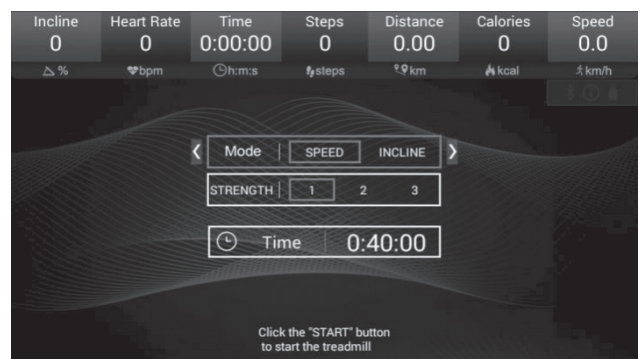 Incline Heart Rate Time Steps Distance Calories Speed
0 0 0:00:00 0 0.00 0 0.0
% bpm h:m:s steps km kcal km/h
Mode SPEED INCLINE
STRENGTH 1 2 3
Time 0:40:00
Click the "START" button
to start the treadmill